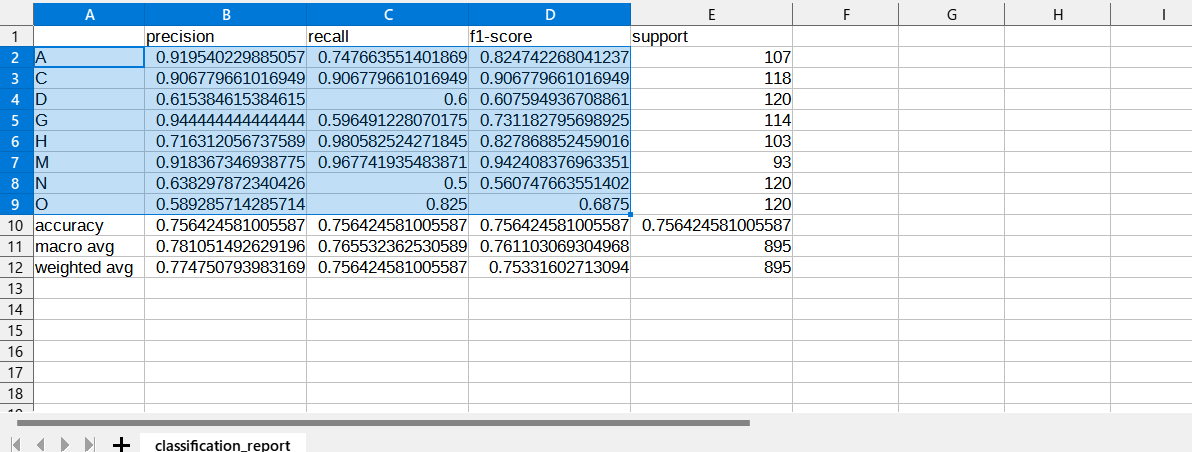 A B C D E F G H I
1 precision recall f1-score support
2 A 0.919540229885057 0.747663551401869 0.824742268041237 107
3 C 0.906779661016949 0.906779661016949 0.906779661016949 118
4 D 0.615384615384615 0.6 0.607594936708861 120
5 G 0.944444444444444 0.596491228070175 0.731182795698925 114
6 H 0.716312056737589 0.980582524271845 0.827868852459016 103
7 M 0.918367346938775 0.967741935483871 0.942408376963351 93
8 N 0.638297872340426 0.5 0.560747663551402 120
9 O 0.589285714285714 0.825 0.6875 120
10 accuracy 0.756424581005587 0.756424581005587 0.756424581005587 0.756424581005587
11 macro avg 0.781051492629196 0.765532362530589 0.761103069304968 895
12 weighted avg 0.774750793983169 0.756424581005587 0.75331602713094 895
13
14
15
16
17
18
classification_report